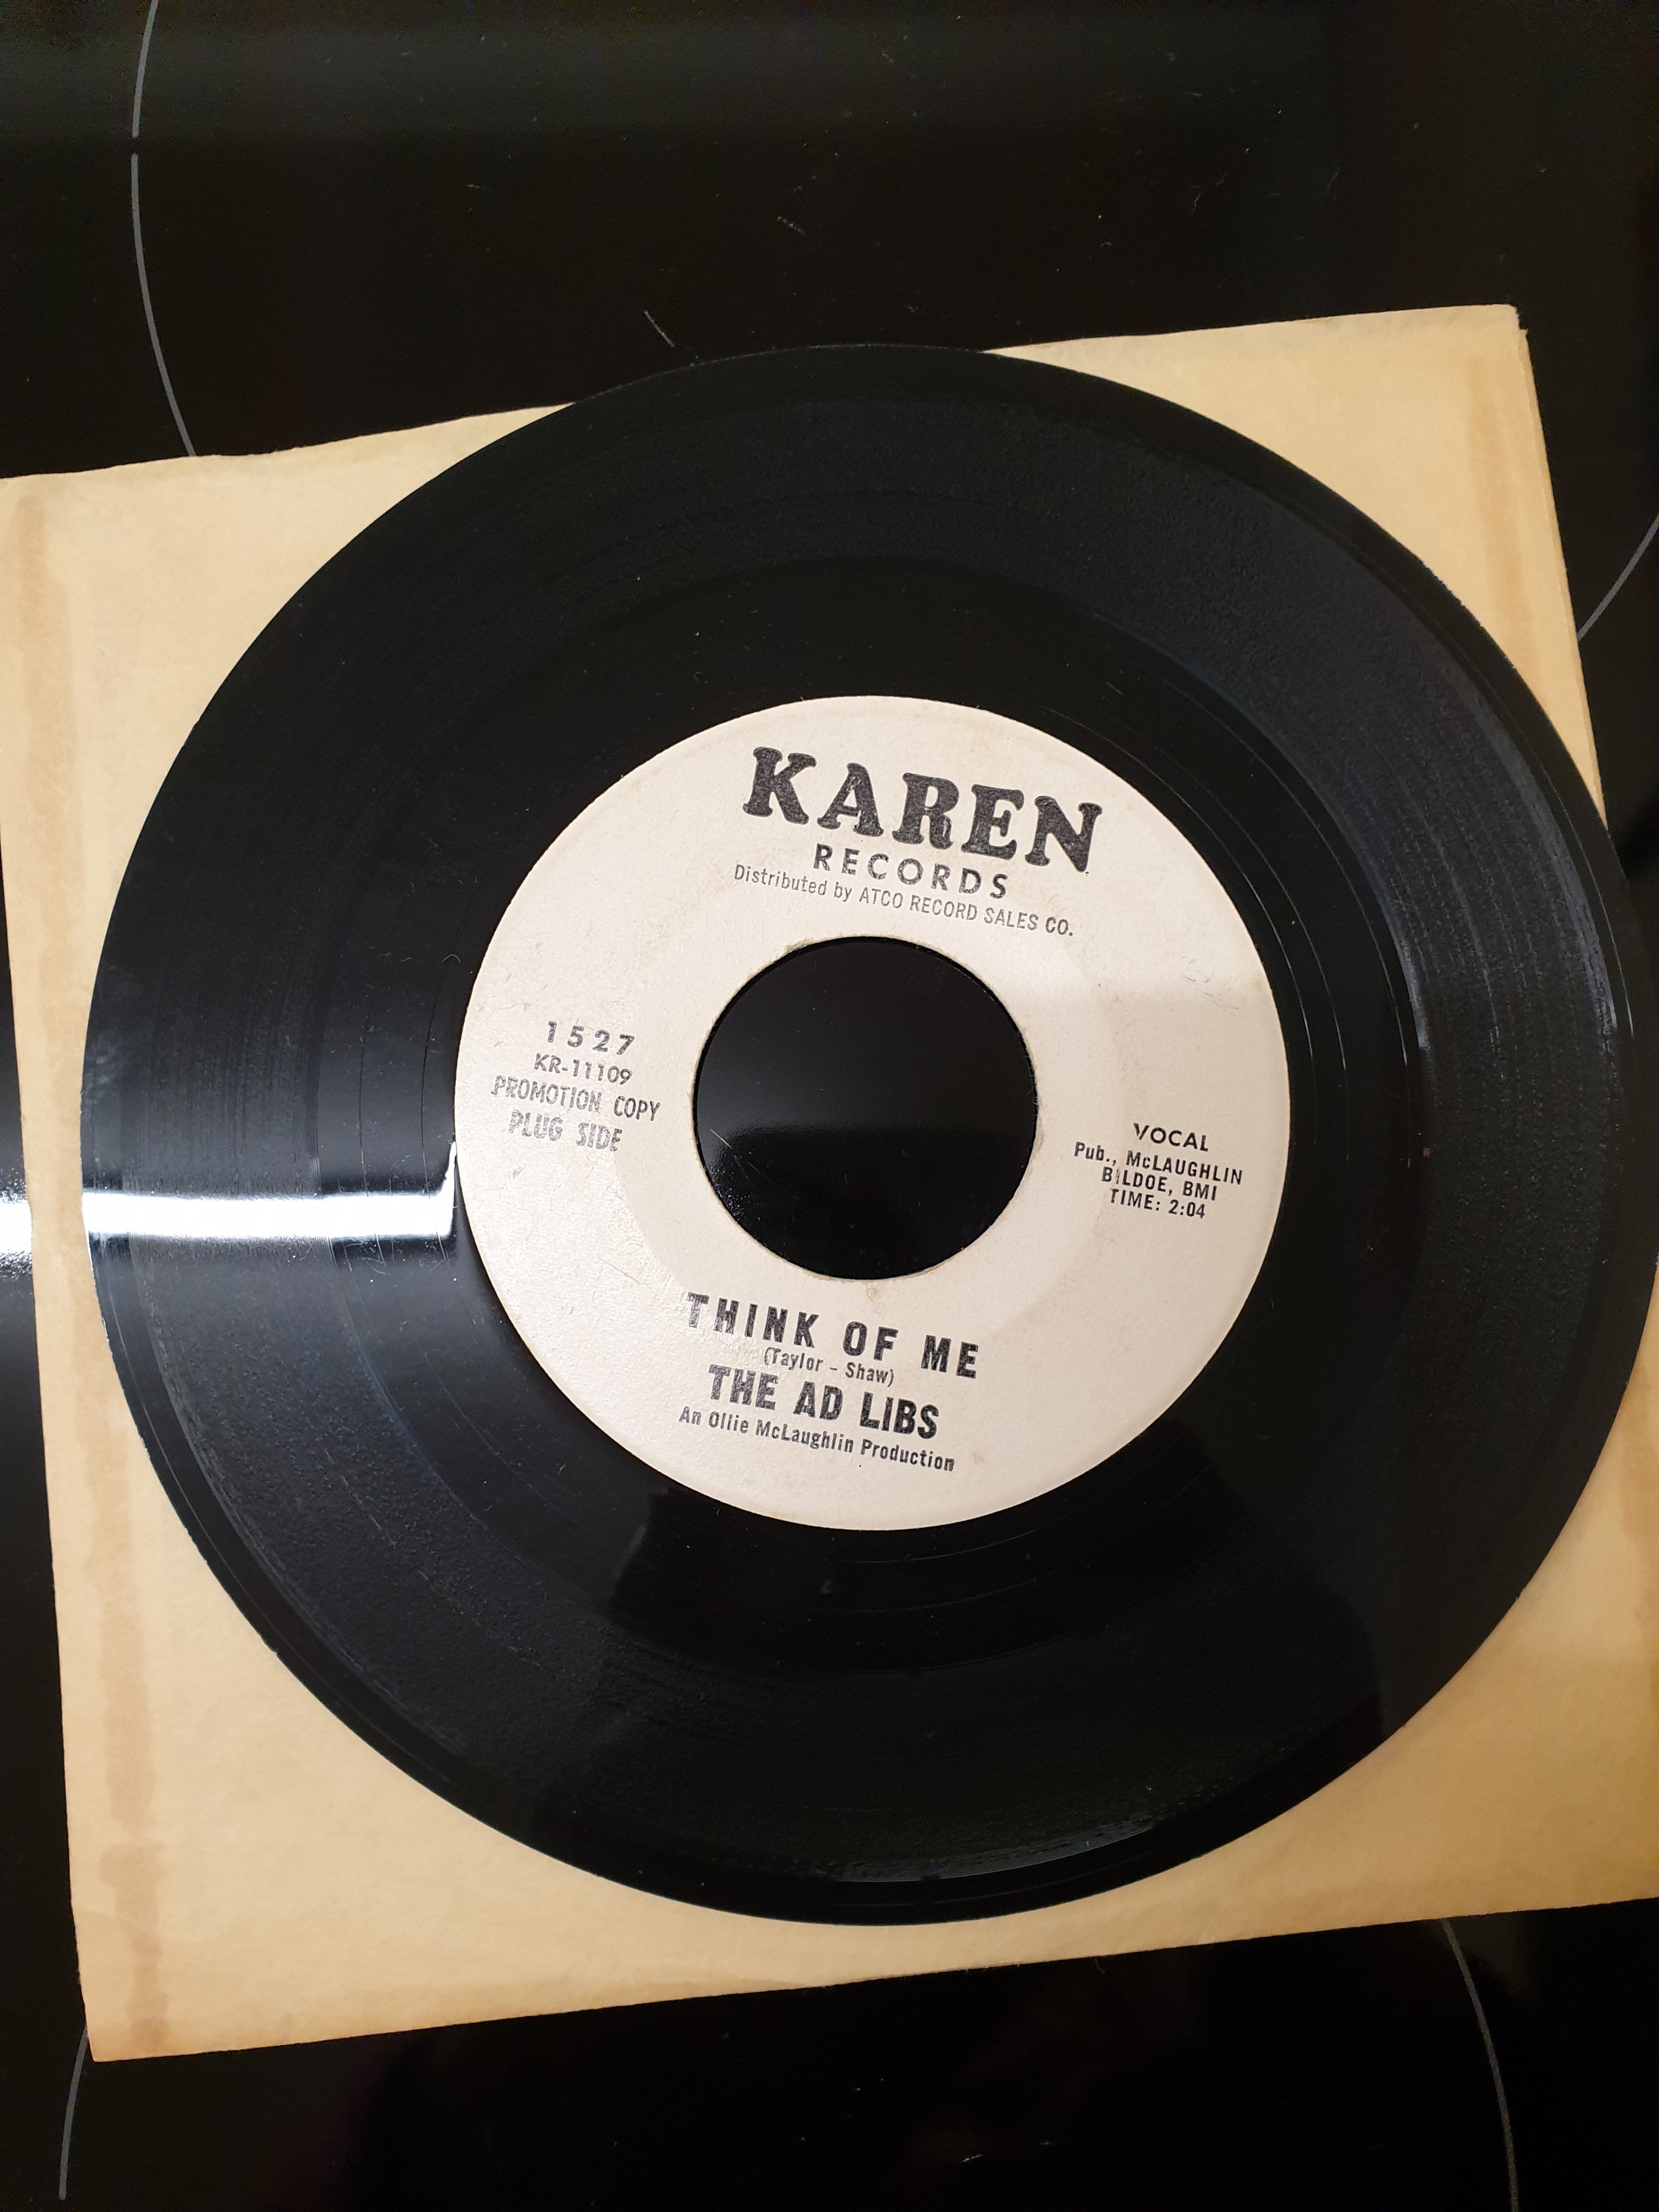 KAREN
RECORDS
Distributed by ATCO RECORD SALES CO.
1527
KR-11109
PROMOTION COPY
PLUG SIDE
VOCAL
Pub., McLAUGHLIN
BILDOE, BMI
TIME: 2:04
THINK OF ME
(Taylor - Shaw)
THE AD LIBS
An Ollie McLaughlin Production